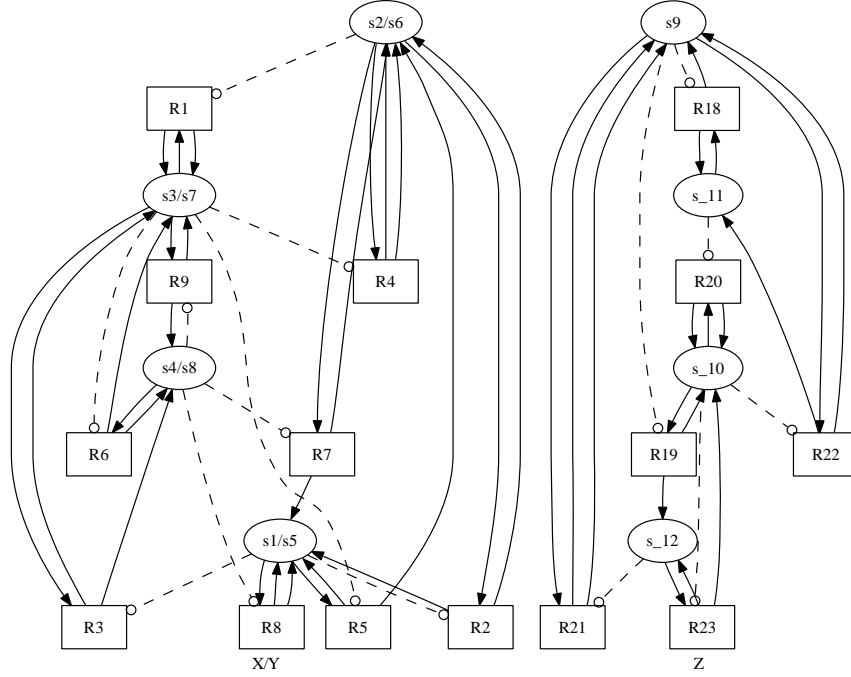 s2/s6
s9
R1
R18
s3/s7
s_11
R9
R4
R20
s4/s8
s_10
R6
R7
R19
R22
s1/s5
s_12
R3
R8
R5
R2
R21
R23
X/Y
Z